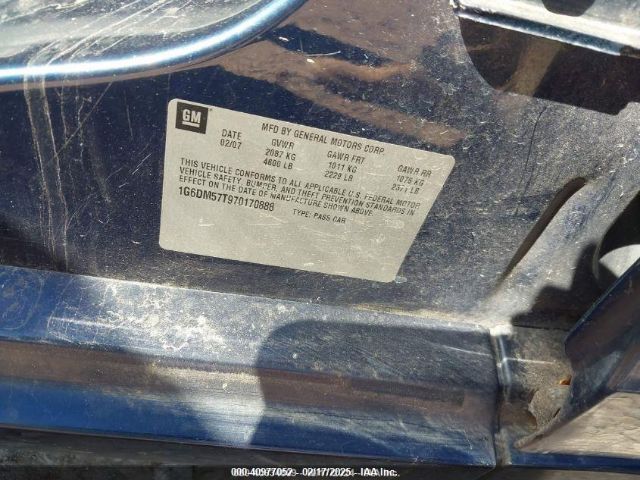 GM
MFD BY GENERAL MOTORS CORP
DATE GVWR GAWR FRT GAWR RR
02/07 2087 KG 1011 KG 1076 KG
4600 LB 2229 LB 2371 LB
THIS VEHICLE CONFORMS TO ALL APPLICABLE U.S. FEDERAL MOTOR
VEHICLE SAFETY, BUMPER, AND THEFT PREVENTION STANDARDS IN
EFFECT ON THE DATE OF MANUFACTURE SHOWN ABOVE.
1G6DM57T970170888 TYPE: PASS CAR
000-40977052 - 02/17/2025 - IAA Inc.